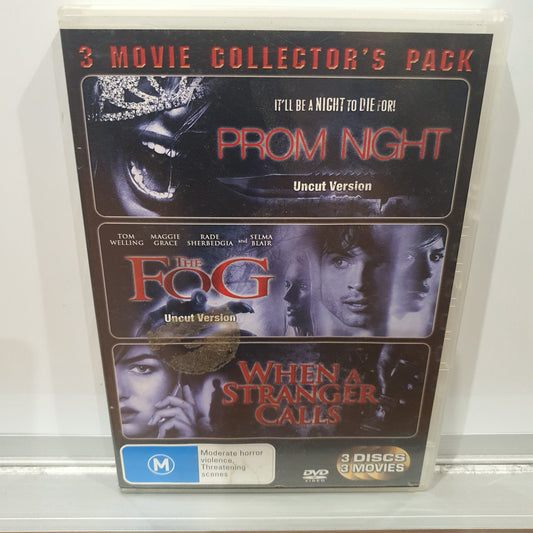 3 MOVIE COLLECTOR'S PACK
IT'LL BE A NIGHT TO DIE FOR!
PROM NIGHT
Uncut Version
TOM WELLING MAGGIE GRACE RADE SHERBEDGIA and SELMA BLAIR
THE
FOG
Uncut Version
WHEN A
STRANGER
CALLS
M
Moderate horror
violence,
Threatening
scenes
DVD
VIDEO
3 DISCS
3 MOVIES